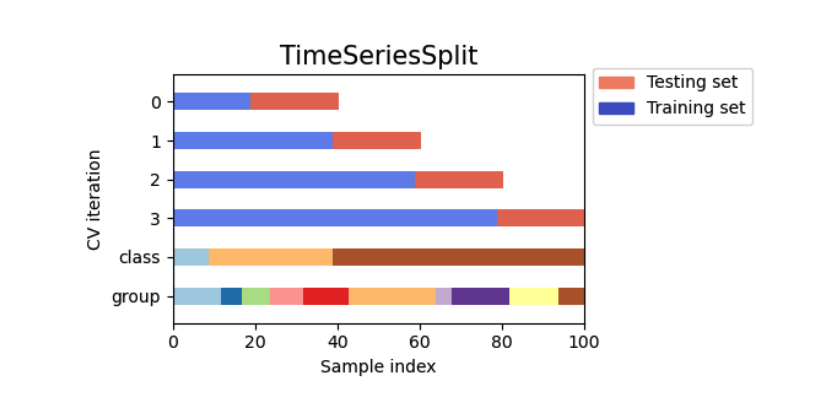 TimeSeriesSplit
Testing set
Training set
0
1
2
3
class
group
CV iteration
0 20 40 60 80 100
Sample index